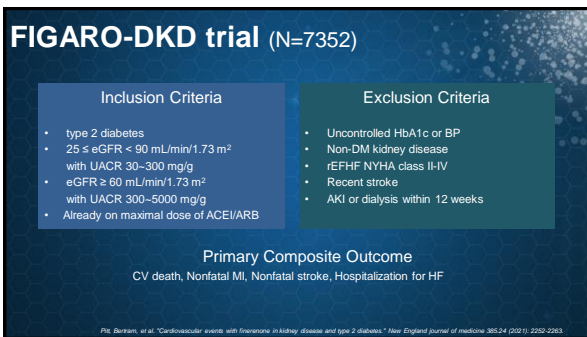 FIGARO-DKD trial (N=7352)
Inclusion Criteria
• type 2 diabetes
• 25 ≤ eGFR < 90 mL/min/1.73 m²
with UACR 30~300 mg/g
• eGFR ≥ 60 mL/min/1.73 m²
with UACR 300~5000 mg/g
• Already on maximal dose of ACEI/ARB
Exclusion Criteria
• Uncontrolled HbA1c or BP
• Non-DM kidney disease
• rEFHF NYHA class II-IV
• Recent stroke
• AKI or dialysis within 12 weeks
Primary Composite Outcome
CV death, Nonfatal MI, Nonfatal stroke, Hospitalization for HF
Pitt, Bertram, et al. "Cardiovascular events with finerenone in kidney disease and type 2 diabetes." New England journal of medicine 385.24 (2021): 2252-2263.